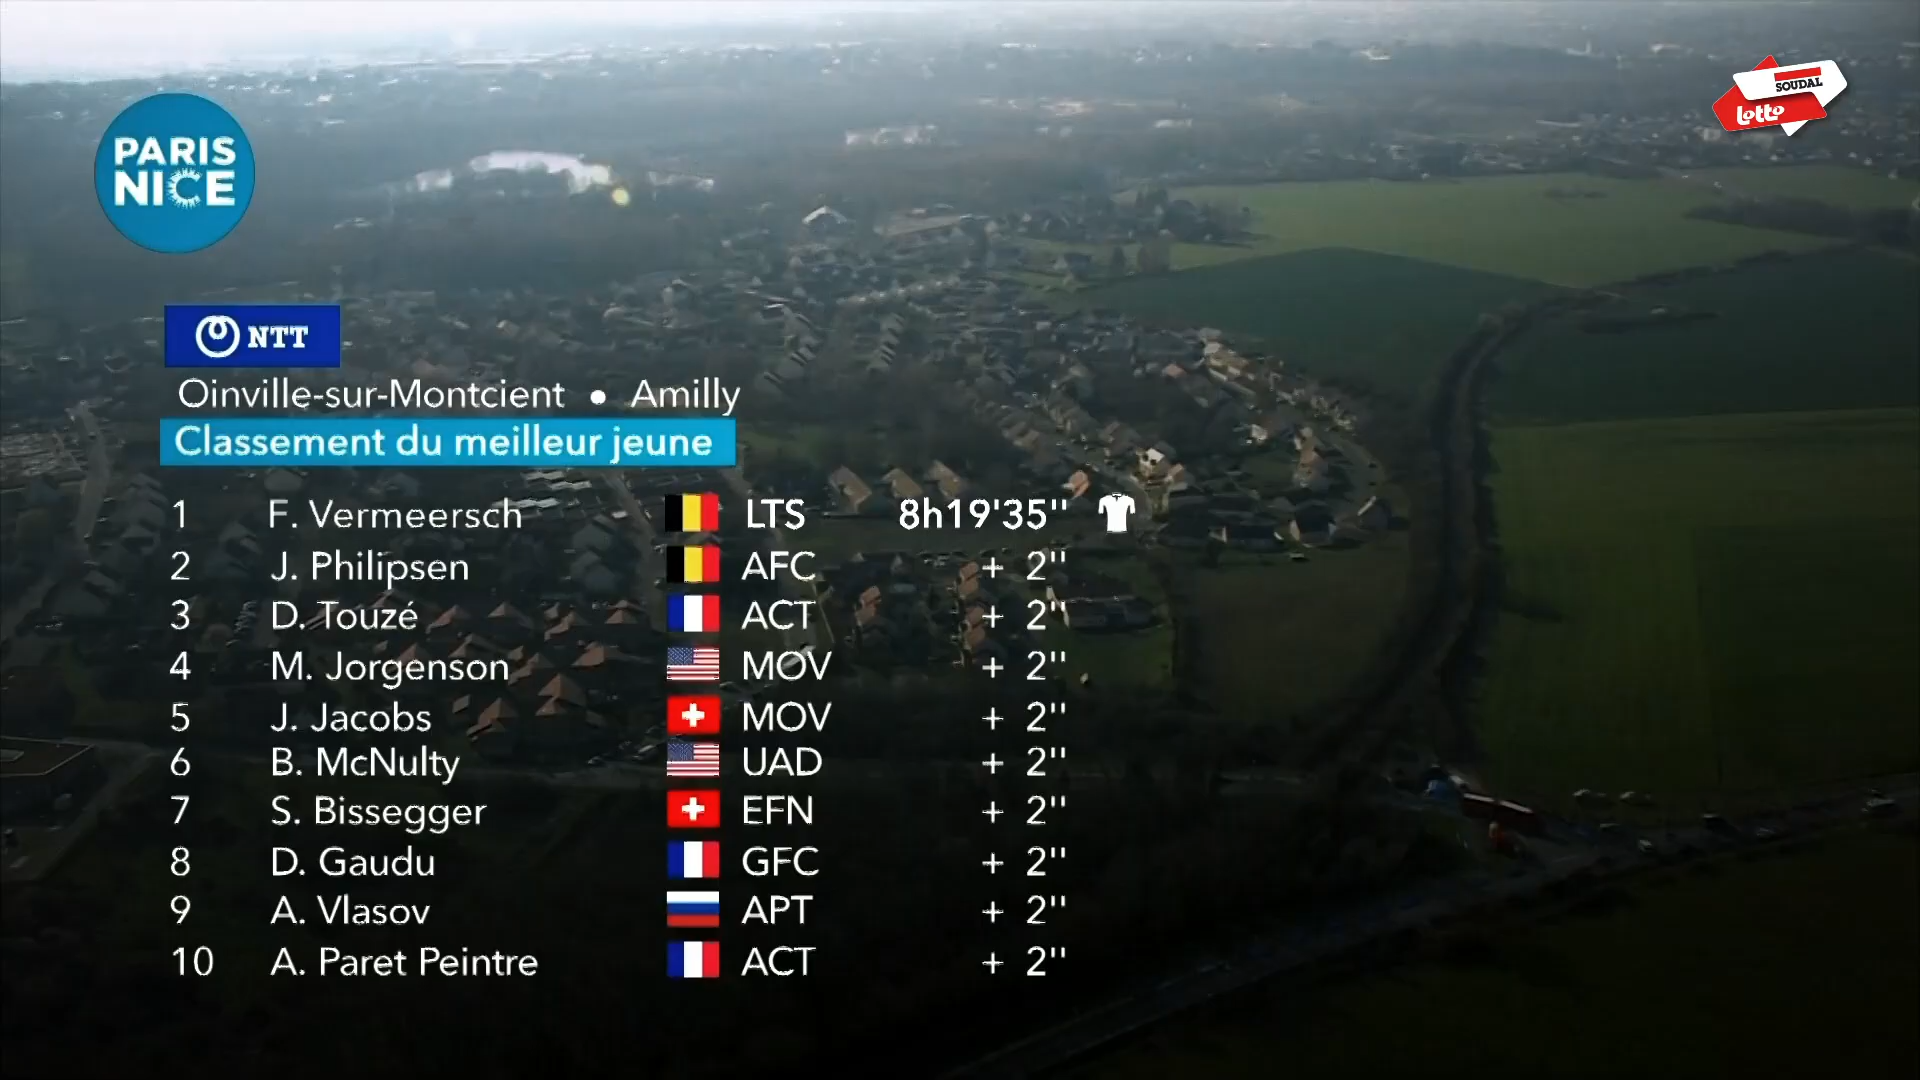 PARIS
NICE
SOUDAL
Lotto
NTT
Oinville-sur-Montcient • Amilly
Classement du meilleur jeune
1 F. Vermeersch LTS 8h19'35''
2 J. Philipsen AFC + 2''
3 D. Touzé ACT + 2''
4 M. Jorgenson MOV + 2''
5 J. Jacobs MOV + 2''
6 B. McNulty UAD + 2''
7 S. Bissegger EFN + 2''
8 D. Gaudu GFC + 2''
9 A. Vlasov APT + 2''
10 A. Paret Peintre ACT + 2''